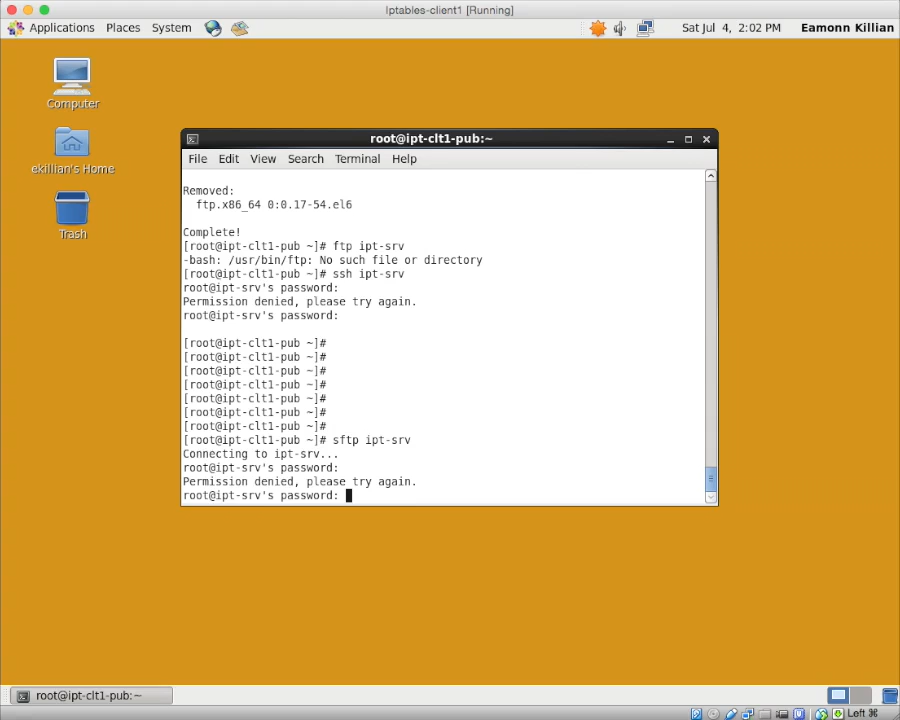 Iptables-client1 [Running]
Applications Places System Sat Jul 4, 2:02 PM Eamonn Killian
Computer
ekillian's Home
Trash
root@ipt-clt1-pub:~
File Edit View Search Terminal Help
Removed:
ftp.x86_64 0:0.17-54.el6
Complete!
[root@ipt-clt1-pub ~]# ftp ipt-srv
-bash: /usr/bin/ftp: No such file or directory
[root@ipt-clt1-pub ~]# ssh ipt-srv
root@ipt-srv's password:
Permission denied, please try again.
root@ipt-srv's password:
[root@ipt-clt1-pub ~]#
[root@ipt-clt1-pub ~]#
[root@ipt-clt1-pub ~]#
[root@ipt-clt1-pub ~]#
[root@ipt-clt1-pub ~]#
[root@ipt-clt1-pub ~]#
[root@ipt-clt1-pub ~]#
[root@ipt-clt1-pub ~]# sftp ipt-srv
Connecting to ipt-srv...
root@ipt-srv's password:
Permission denied, please try again.
root@ipt-srv's password:
root@ipt-clt1-pub:~
Left ⌘